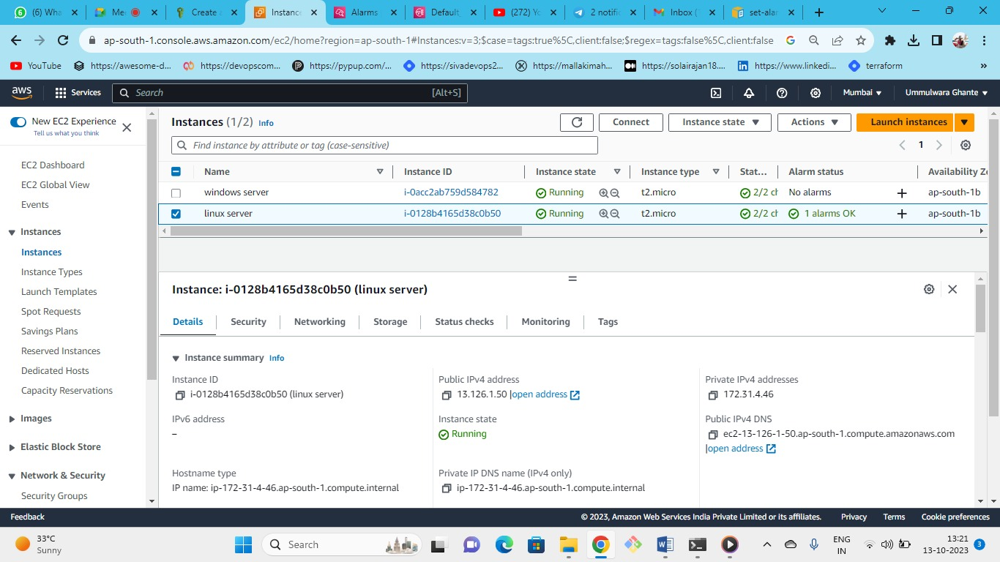 6 (6) Wha
Mee
Create a
Instanc
Alarms
Default_
(272) Yo
2 notific
Inbox (1
set-alar
ap-south-1.console.aws.amazon.com/ec2/home?region=ap-south-1#Instances:v=3;$case=tags:true%5C,client:false;$regex=tags:false%5C,client:false
YouTube
https://awesome-d...
https://devopscom...
https://pypup.com/...
https://sivadevops2...
https://mallakimah...
https://solairajan18....
https://www.linkedi...
terraform
»
aws
Services
Search
[Alt+S]
Mumbai
Ummulwara Ghante
New EC2 Experience
Tell us what you think
EC2 Dashboard
EC2 Global View
Events
Instances
Instances
Instance Types
Launch Templates
Spot Requests
Savings Plans
Reserved Instances
Dedicated Hosts
Capacity Reservations
Images
Elastic Block Store
Network & Security
Security Groups
Instances (1/2) Info
Connect
Instance state
Actions
Launch instances
Find instance by attribute or tag (case-sensitive)
1
Name Instance ID Instance state Instance type Stat... Alarm status Availability Zo
windows server i-0acc2ab759d584782 Running t2.micro 2/2 ch No alarms + ap-south-1b
linux server i-0128b4165d38c0b50 Running t2.micro 2/2 ch 1 alarms OK + ap-south-1b
Instance: i-0128b4165d38c0b50 (linux server)
Details Security Networking Storage Status checks Monitoring Tags
Instance summary Info
Instance ID
i-0128b4165d38c0b50 (linux server)
Public IPv4 address
13.126.1.50 |open address
Private IPv4 addresses
172.31.4.46
IPv6 address
–
Instance state
Running
Public IPv4 DNS
ec2-13-126-1-50.ap-south-1.compute.amazonaws.com
|open address
Hostname type
IP name: ip-172-31-4-46.ap-south-1.compute.internal
Private IP DNS name (IPv4 only)
ip-172-31-4-46.ap-south-1.compute.internal
Feedback
© 2023, Amazon Web Services India Private Limited or its affiliates.
Privacy
Terms
Cookie preferences
33°C
Sunny
Search
ENG
IN
13:21
13-10-2023
3